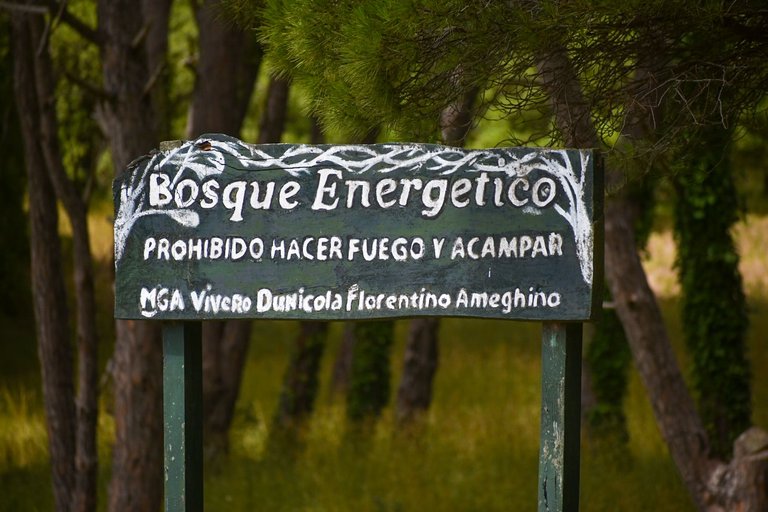 Bosque Energetico
PROHIBIDO HACER FUEGO Y ACAMPAR
MGA Vivero Dunicola Florentino Ameghino